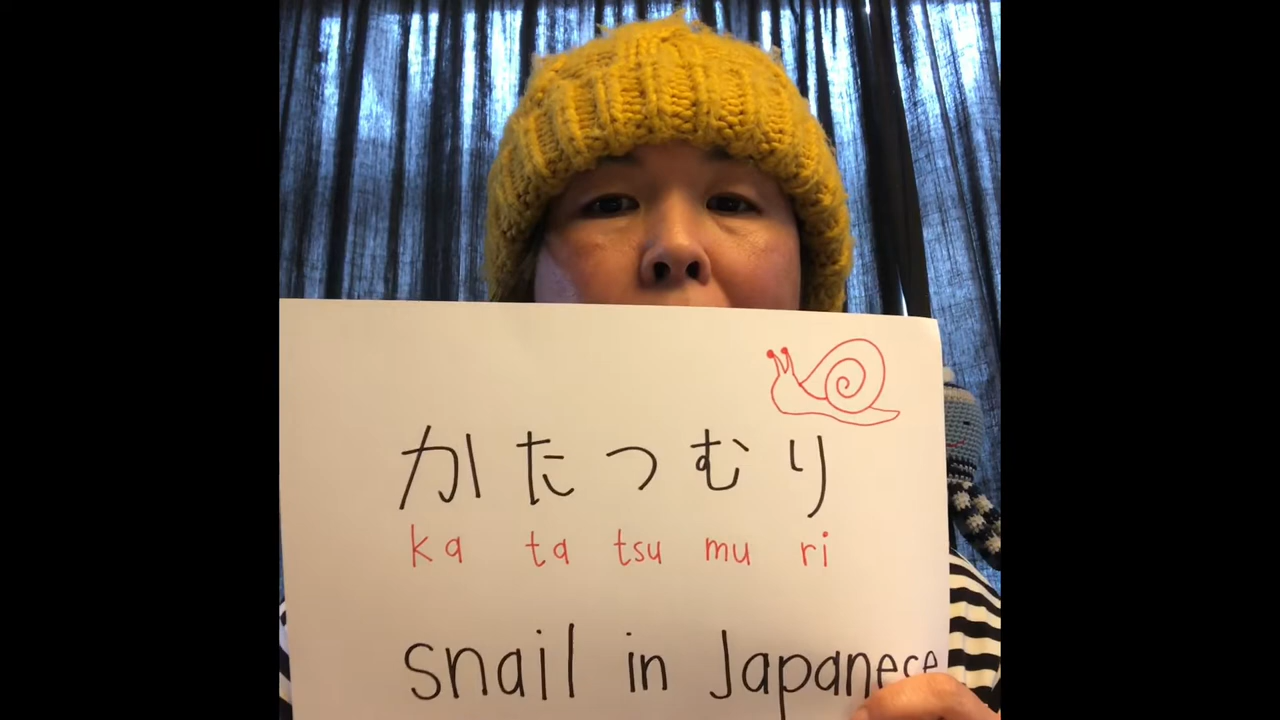 かたつむり
ka ta tsu mu ri
snail in Japanese